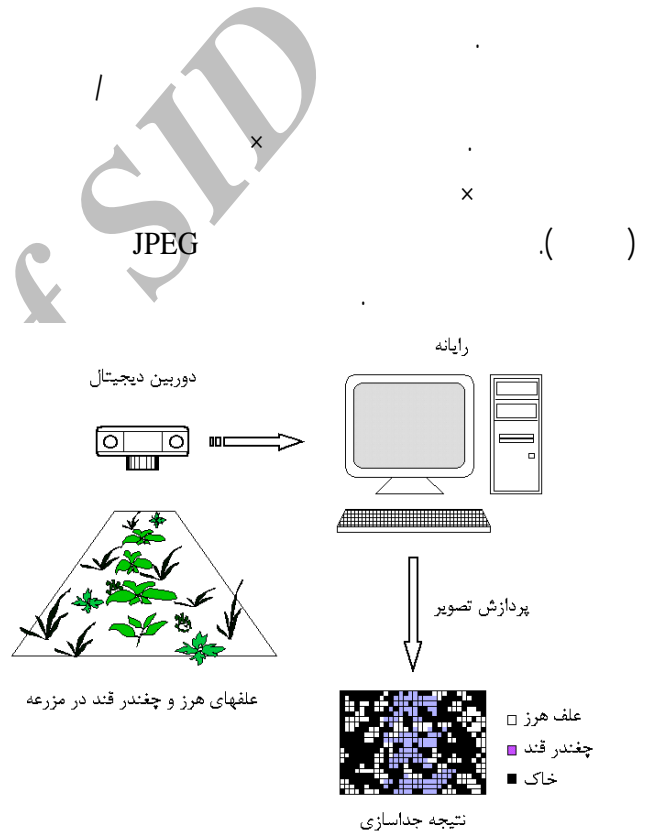 .
/
×
.
×
JPEG
( ).
.
رایانه
دوربین دیجیتال
پردازش تصویر
علفهای هرز و چغندر قند در مزرعه
علف هرز
چغندر قند
خاک
نتیجه جداسازی
f SID